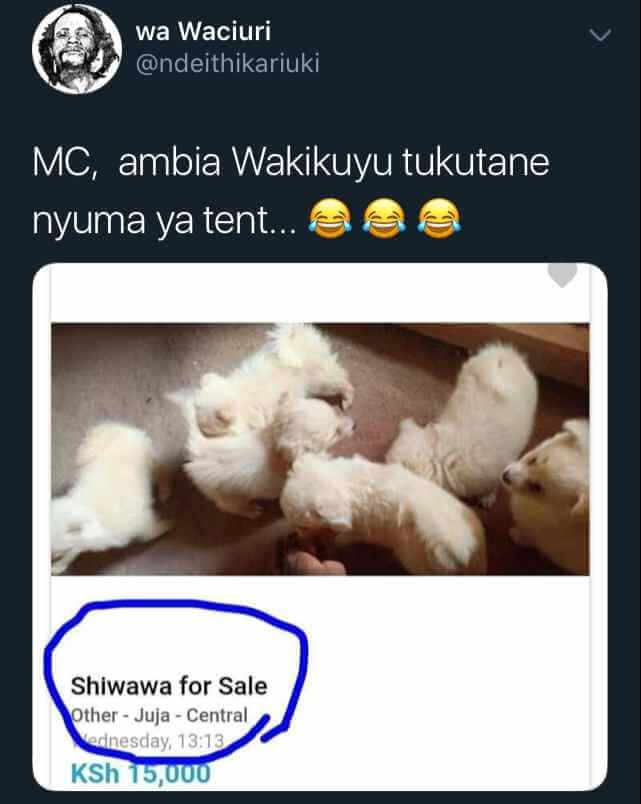 wa Waciuri
@ndeithikariuki
MC, ambia Wakikuyu tukutane
nyuma ya tent... 😂 😂 😂
Shiwawa for Sale
Other - Juja - Central
Wednesday, 13:13
KSh 15,000